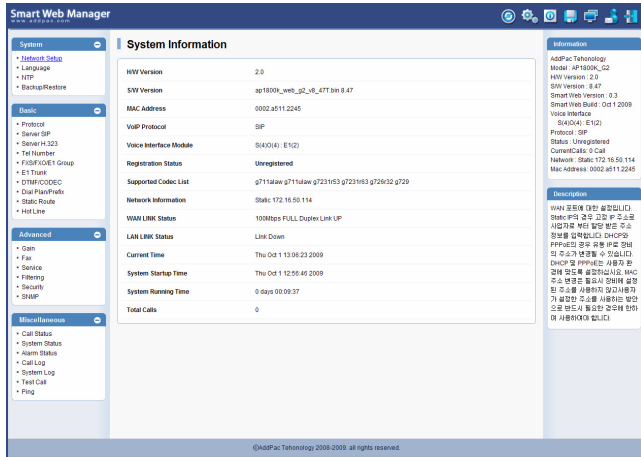 Smart Web Manager
www.addpac.com
System
Network Setup
Language
NTP
Backup/Restore
Basic
Protocol
Server SIP
Server H.323
Tel Number
FXS/FXO/E1 Group
E1 Trunk
DTMF/CODEC
Dial Plan/Prefix
Static Route
Hot Line
Advanced
Gain
Fax
Service
Filtering
Security
SNMP
Miscellaneous
Call Status
System Status
Alarm Status
Call Log
System Log
Test Call
Ping
System Information
H/W Version 2.0
S/W Version ap1800k_web_g2_v8_47T.bin 8.47
MAC Address 0002.a511.2245
VoIP Protocol SIP
Voice Interface Module S(4)O(4) : E1(2)
Registration Status Unregistered
Supported Codec List g711alaw g711ulaw g7231r53 g7231r63 g726r32 g729
Network Information Static 172.16.50.114
WAN LINK Status 100Mbps FULL Duplex Link UP
LAN LINK Status Link Down
Current Time Thu Oct 1 13:06:23 2009
System Startup Time Thu Oct 1 12:56:46 2009
System Running Time 0 days 00:09:37
Total Calls 0
Information
AddPac Tehonology
Model : AP1800K_G2
H/W Version : 2.0
S/W Version : 8.47
Smart Web Version : 0.3
Smart Web Build : Oct 1 2009
Voice Interface
S(4)O(4) : E1(2)
Protocol : SIP
Status : Unregistered
CurrentCalls: 0 Call
Network : Static 172.16.50.114
Mac Address: 0002.a511.2245
Description
WAN 포트에 대한 설정입니다.
Static IP의 경우 고정 IP 주소로
사업자로 부터 할당 받은 주소
정보를 입력합니다. DHCP와
PPPoE의 경우 유동 IP로 장비
의 주소가 변경될 수 있습니다.
DHCP 및 PPPoE는 사용자 환
경에 맞도록 설정하십시요. MAC
주소 변경은 필요시 장비에 설정
된 주소를 사용하지 않고사용자
가 설정한 주소를 사용하는 방안
으로 반드시 필요한 경우에 한하
여 사용하여야 합니다.
©AddPac Tehonology 2008-2009. all rights reserved.